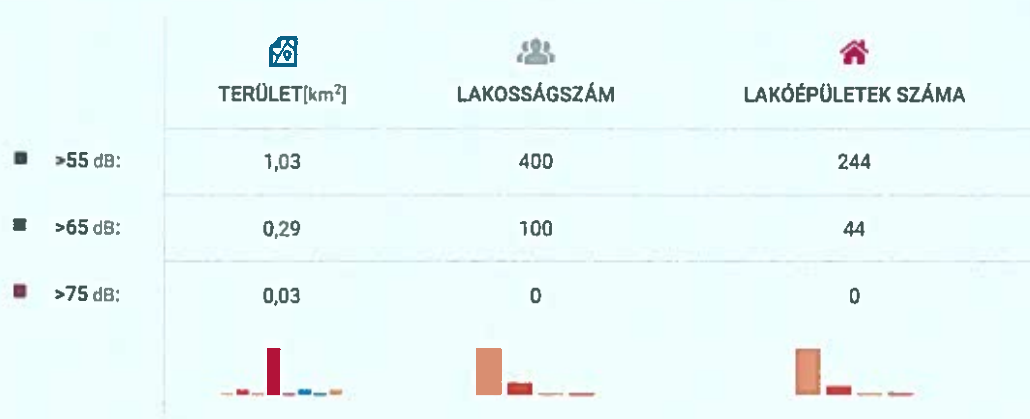 TERÜLET[km²] LAKOSSÁGSZÁM LAKÓÉPÜLETEK SZÁMA
>55 dB: 1,03 400 244
>65 dB: 0,29 100 44
>75 dB: 0,03 0 0